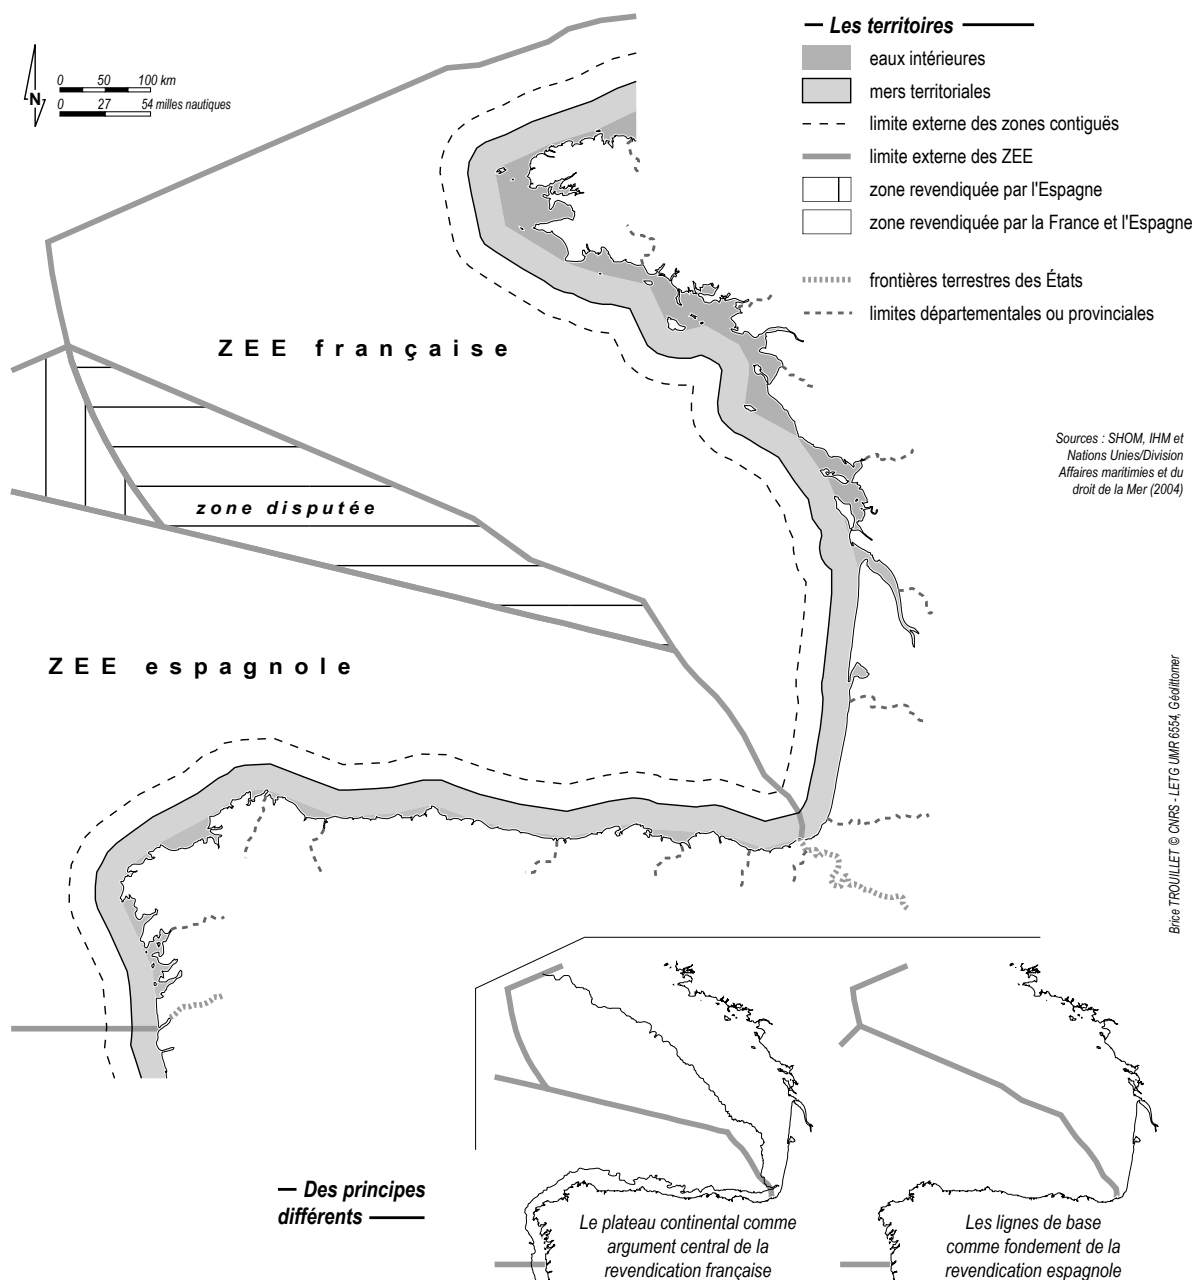 Les territoires
eaux intérieures
mers territoriales
limite externe des zones contiguës
limite externe des ZEE
zone revendiquée par l'Espagne
zone revendiquée par la France et l'Espagne
frontières terrestres des États
limites départementales ou provinciales
0 50 100 km
N
0 27 54 milles nautiques
ZEE française
zone disputée
ZEE espagnole
Sources : SHOM, IHM et
Nations Unies/Division
Affaires maritimies et du
droit de la Mer (2004)
Brice TROUILLET © CNRS - LETG UMR 6554, Géolittomer
Des principes
différents
Le plateau continental comme
argument central de la
revendication française
Les lignes de base
comme fondement de la
revendication espagnole